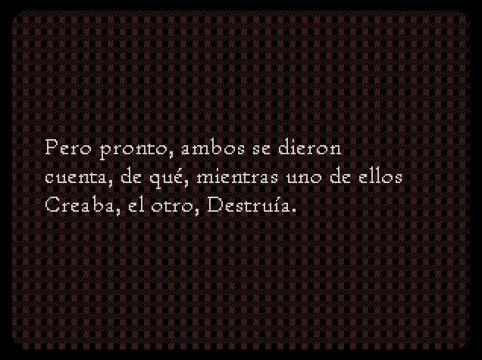 Pero pronto, ambos se dieron
cuenta, de qué, mientras uno de ellos
Creaba, el otro, Destruía.